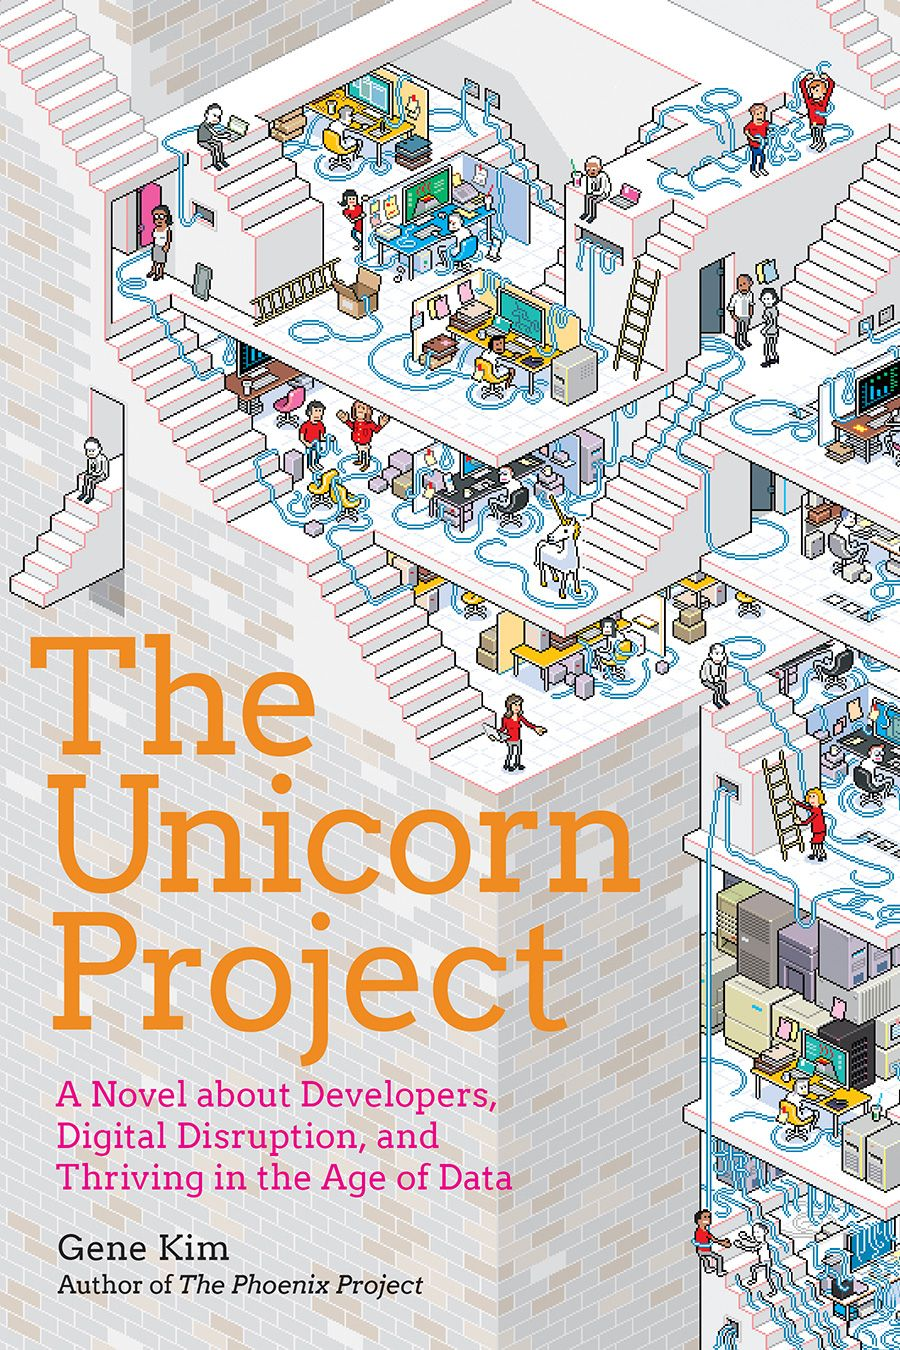 The
Unicorn
Project
A Novel about Developers,
Digital Disruption, and
Thriving in the Age of Data
Gene Kim
Author of The Phoenix Project